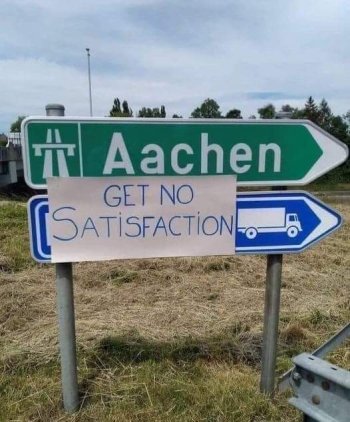 Aachen
GET NO
SATiSFACTiON